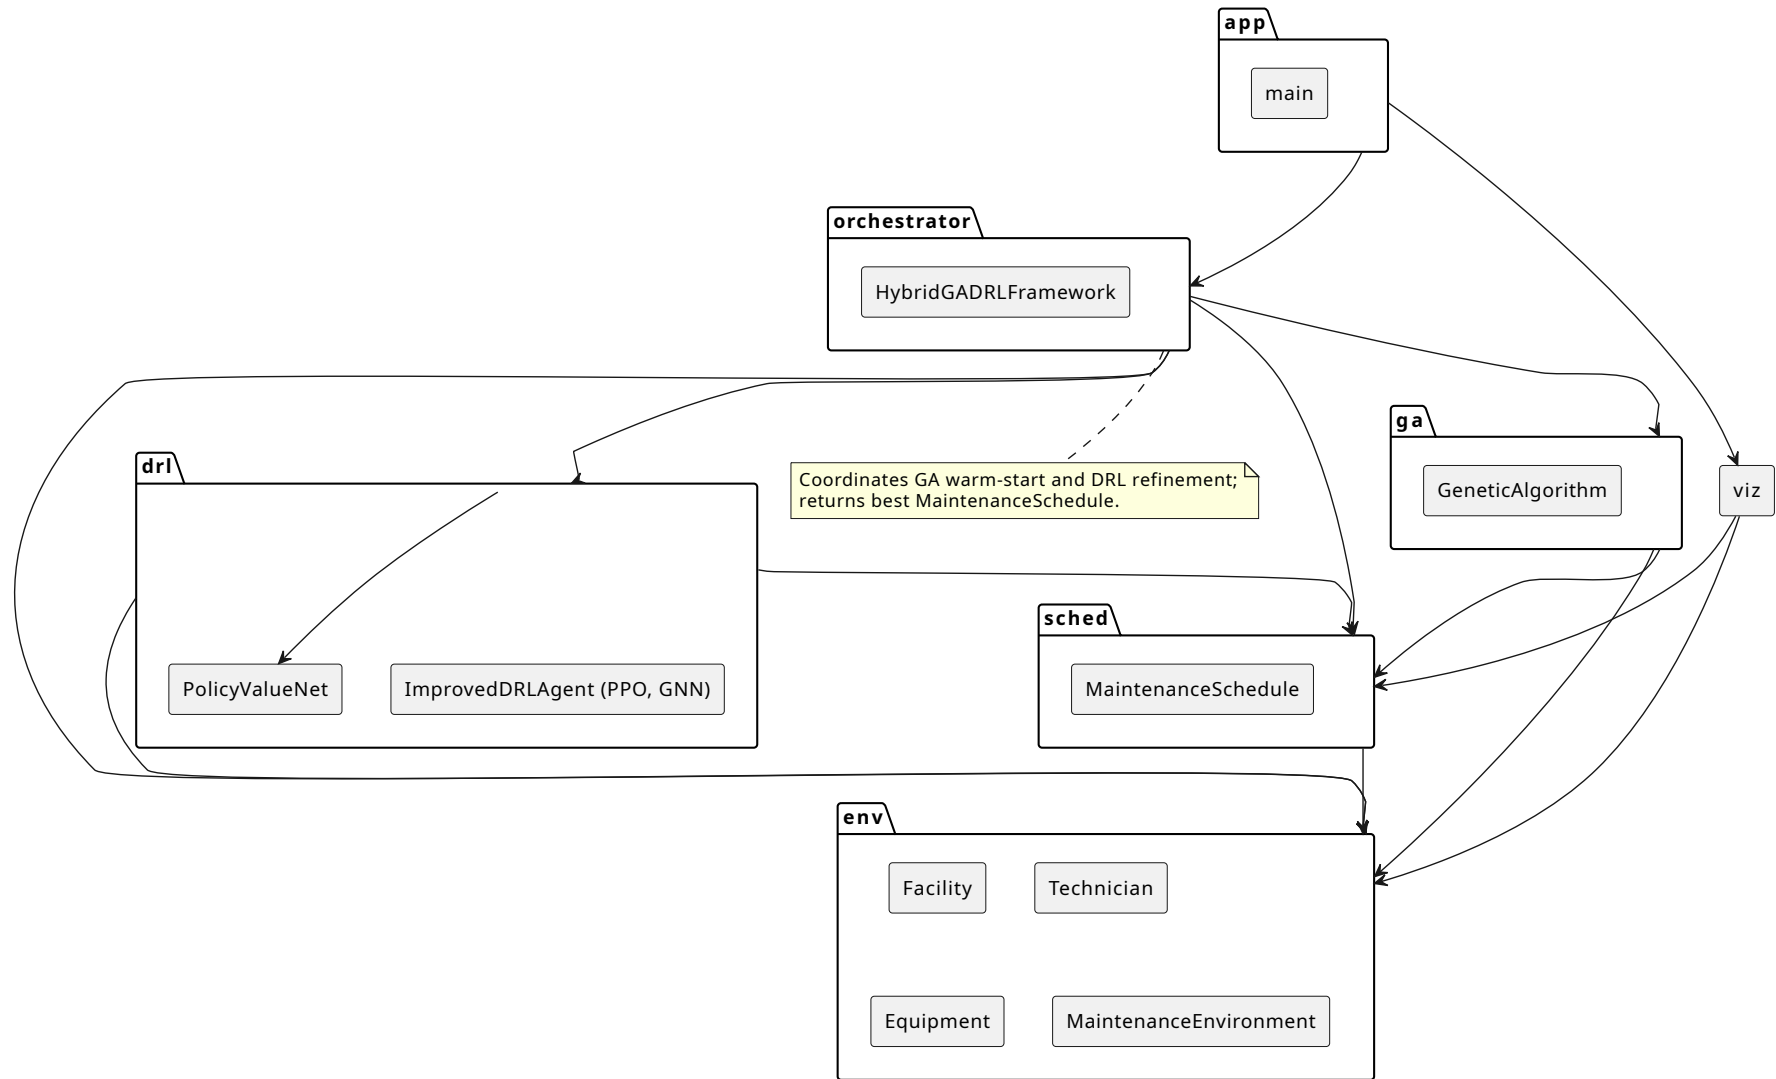 app
main
orchestrator
HybridGADRLFramework
ga
GeneticAlgorithm
viz
drl
Coordinates GA warm-start and DRL refinement;
returns best MaintenanceSchedule.
PolicyValueNet
ImprovedDRLAgent (PPO, GNN)
sched
MaintenanceSchedule
env
Facility
Technician
Equipment
MaintenanceEnvironment